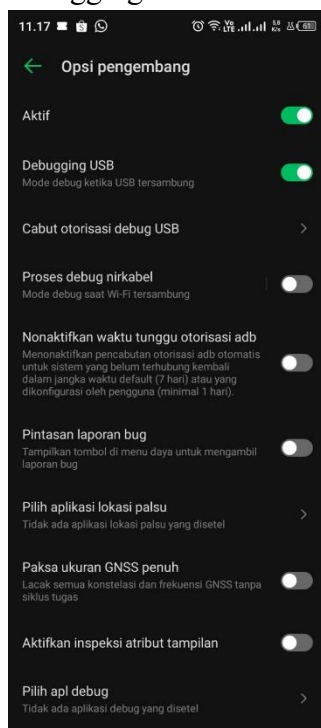 11.17
Vo LTE
5,0 K/s
61
Opsi pengembang
Aktif
Debugging USB
Mode debug ketika USB tersambung
Cabut otorisasi debug USB
Proses debug nirkabel
Mode debug saat Wi-Fi tersambung
Nonaktifkan waktu tunggu otorisasi adb
Menonaktifkan pencabutan otorisasi adb otomatis
untuk sistem yang belum terhubung kembali
dalam jangka waktu default (7 hari) atau yang
dikonfigurasi oleh pengguna (minimal 1 hari).
Pintasan laporan bug
Tampilkan tombol di menu daya untuk mengambil
laporan bug
Pilih aplikasi lokasi palsu
Tidak ada aplikasi lokasi palsu yang disetel
Paksa ukuran GNSS penuh
Lacak semua konstelasi dan frekuensi GNSS tanpa
siklus tugas
Aktifkan inspeksi atribut tampilan
Pilih apl debug
Tidak ada aplikasi debug yang disetel